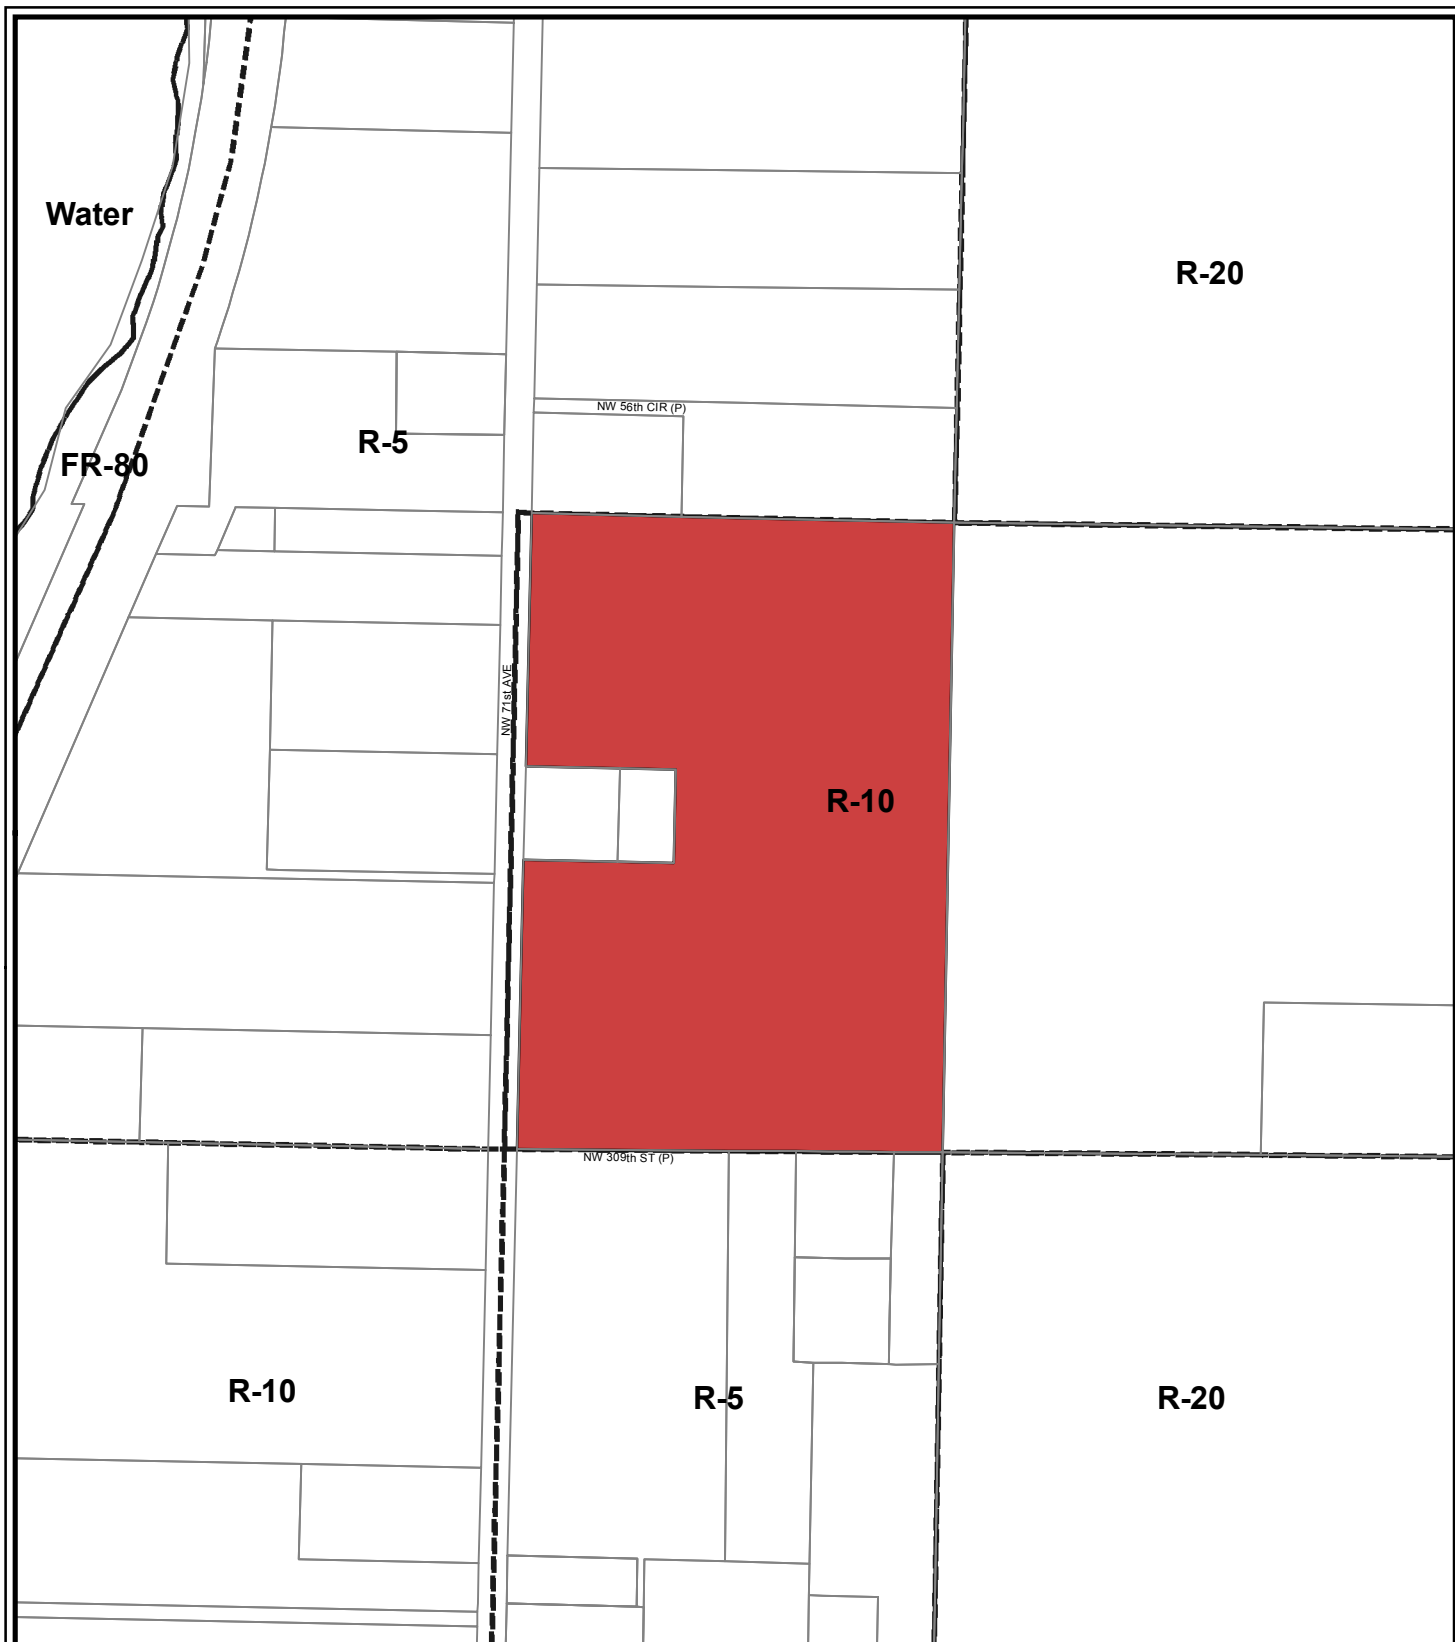 Water
R-20
NW 56th CIR (P)
R-5
FR-80
NW 71st AVE
R-10
NW 309th ST (P)
R-10
R-5
R-20